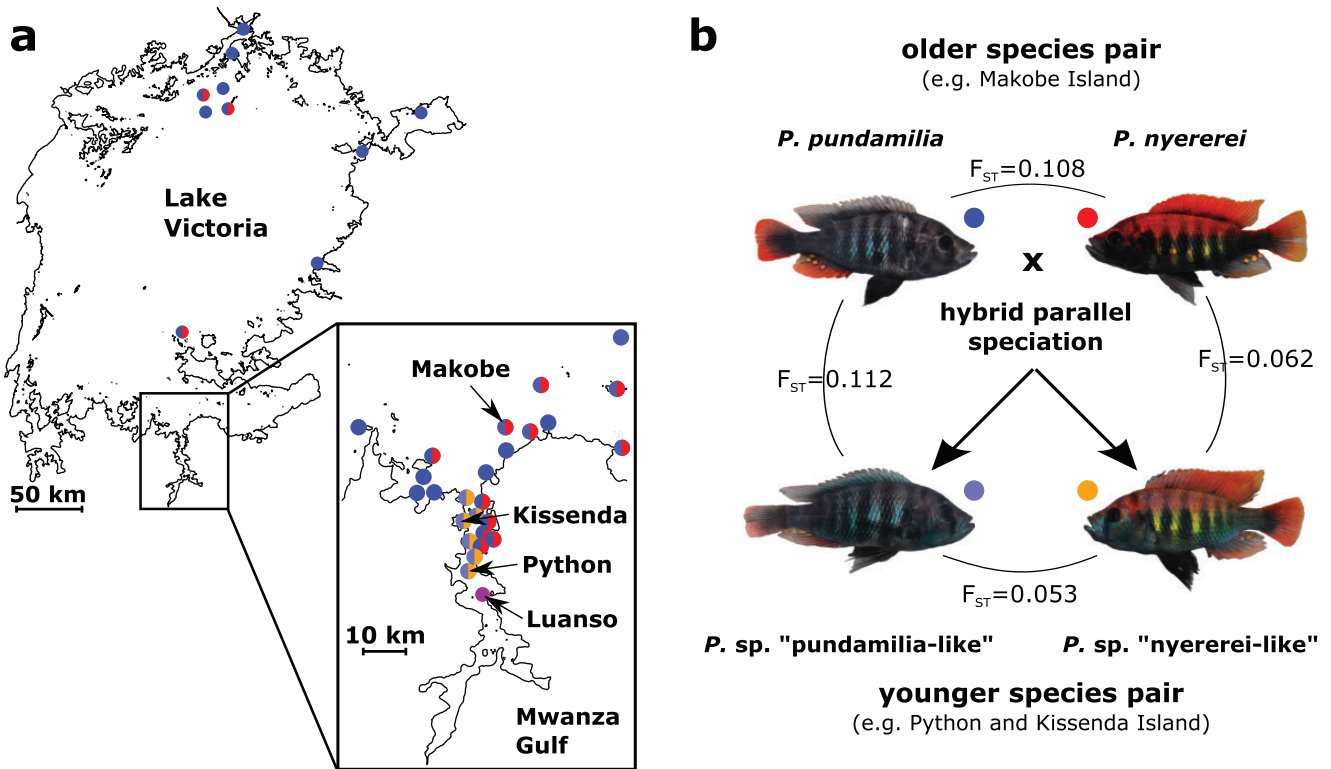 a
Lake
Victoria
50 km
Makobe
Kissenda
Python
Luanso
10 km
Mwanza
Gulf
b
older species pair
(e.g. Makobe Island)
P. pundamilia
P. nyererei
FST=0.108
x
hybrid parallel
speciation
FST=0.112
FST=0.062
FST=0.053
P. sp. "pundamilia-like"
P. sp. "nyererei-like"
younger species pair
(e.g. Python and Kissenda Island)